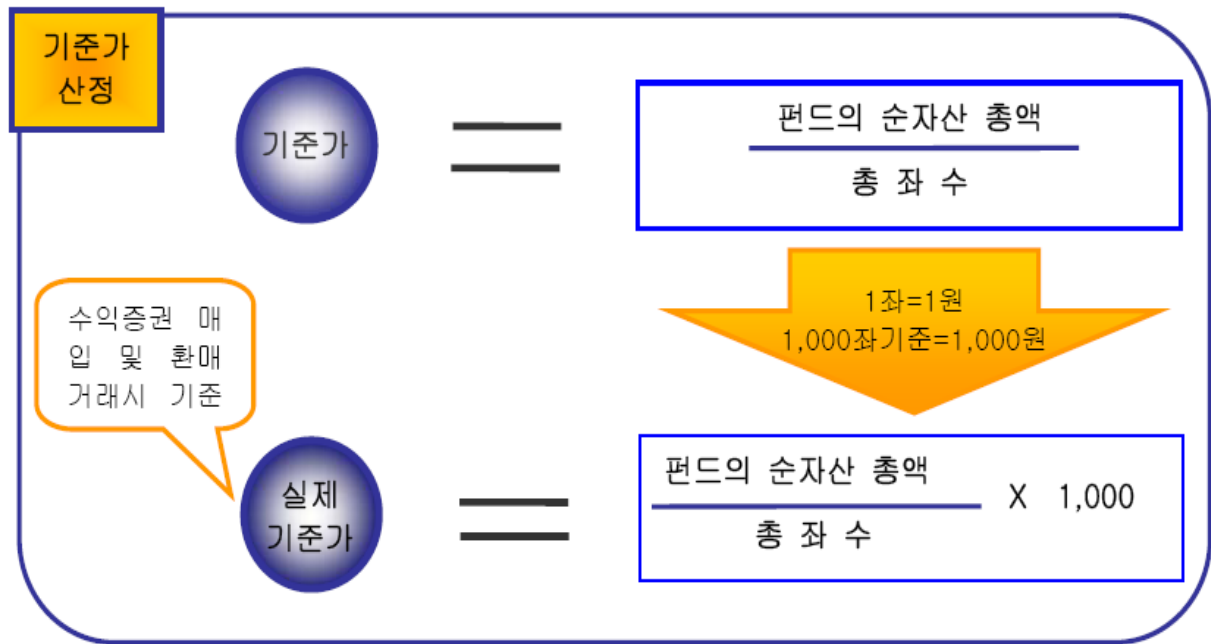 기준가
산정
기준가
펀드의 순자산 총액
총 좌 수
1좌=1원
1,000좌기준=1,000원
수익증권 매
입 및 환매
거래시 기준
실제
기준가
펀드의 순자산 총액
총 좌 수
X 1,000